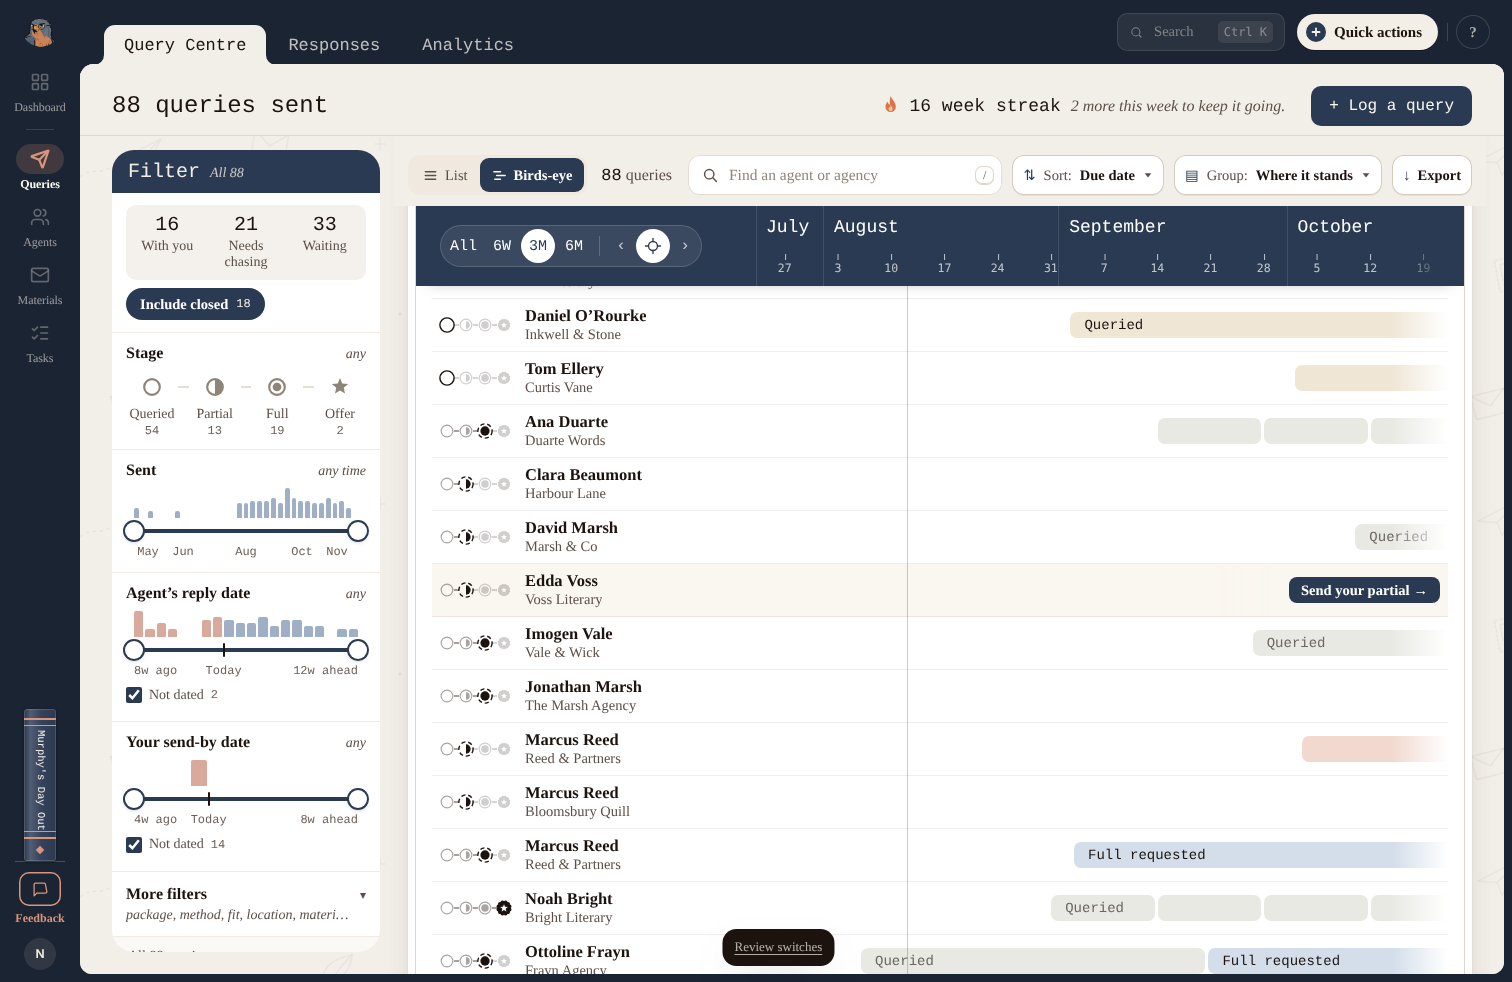 Query Centre
Responses
Analytics
Search
Ctrl K
Quick actions
?
Dashboard
Queries
Agents
Materials
Tasks
Murphy's Day Out
Feedback
N
88 queries sent
16 week streak 2 more this week to keep it going.
+ Log a query
Filter All 88
16
With you
21
Needs
chasing
33
Waiting
Include closed 18
Stage any
Queried Partial Full Offer
54 13 19 2
Sent any time
May Jun Aug Oct Nov
Agent’s reply date any
8w ago Today 12w ahead
Not dated 2
Your send-by date any
4w ago Today 8w ahead
Not dated 14
More filters
package, method, fit, location, materi…
List
Birds-eye
88 queries
Find an agent or agency
/
Sort: Due date
Group: Where it stands
↓ Export
All 6W 3M 6M
July August September October
27 3 10 17 24 31 7 14 21 28 5 12 19
Daniel O’Rourke
Inkwell & Stone
Queried
Tom Ellery
Curtis Vane
Ana Duarte
Duarte Words
Clara Beaumont
Harbour Lane
David Marsh
Marsh & Co
Queried
Edda Voss
Voss Literary
Send your partial →
Imogen Vale
Vale & Wick
Queried
Jonathan Marsh
The Marsh Agency
Marcus Reed
Reed & Partners
Marcus Reed
Bloomsbury Quill
Marcus Reed
Reed & Partners
Full requested
Noah Bright
Bright Literary
Queried
Ottoline Frayn
Frayn Agency
Queried
Full requested
Review switches